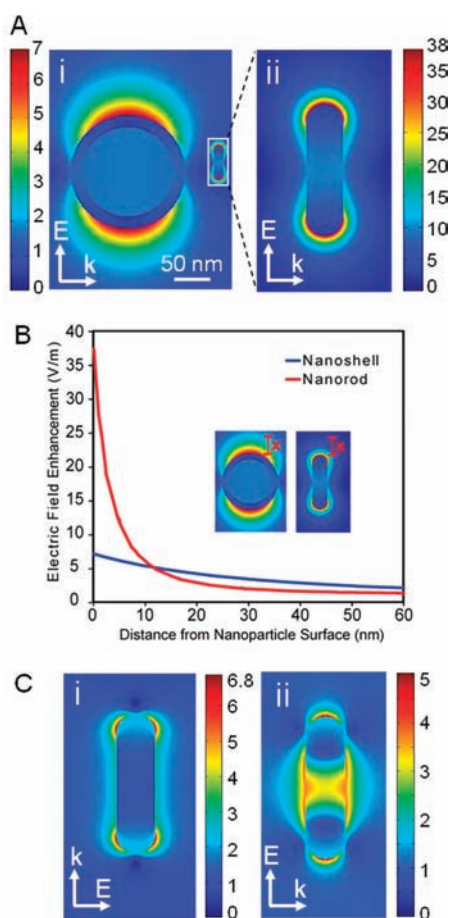 A
7
6
5
4
3
2
1
0
i
E
k
50 nm
ii
E
k
38
35
30
25
20
15
10
5
0
B
Electric Field Enhancement (V/m)
40
35
30
25
20
15
10
5
0
Nanoshell
Nanorod
x
x
0 10 20 30 40 50 60
Distance from Nanoparticle Surface (nm)
C
i
k
E
6.8
6
5
4
3
2
1
0
ii
E
k
5
4
3
2
1
0